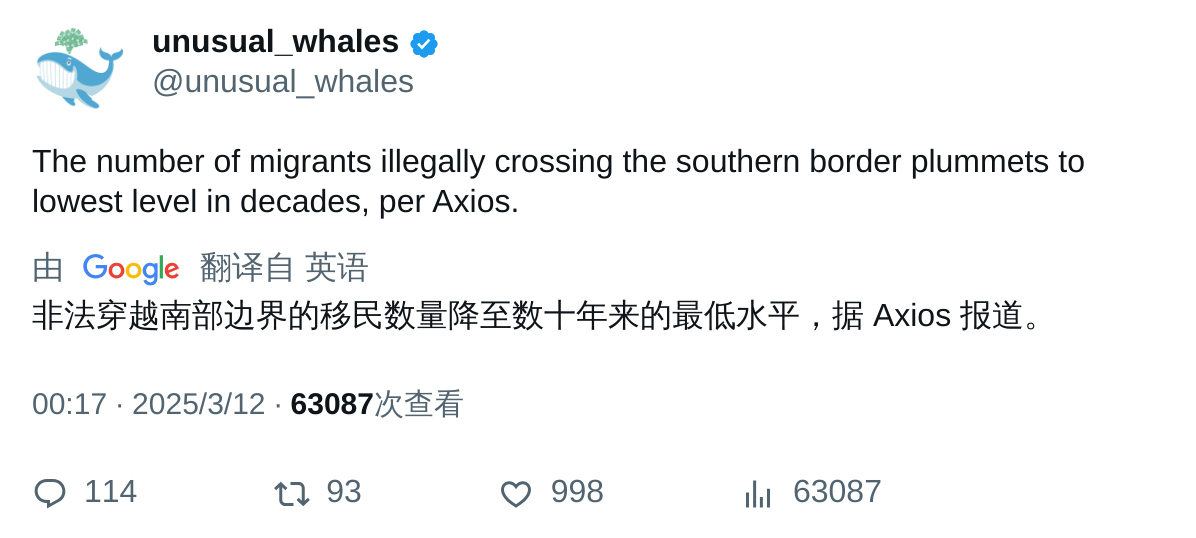 unusual_whales
@unusual_whales
The number of migrants illegally crossing the southern border plummets to
lowest level in decades, per Axios.
由 Google 翻译自 英语
非法穿越南部边界的移民数量降至数十年来的最低水平，据 Axios 报道。
00:17 · 2025/3/12 · 63087次查看
114 93 998 63087